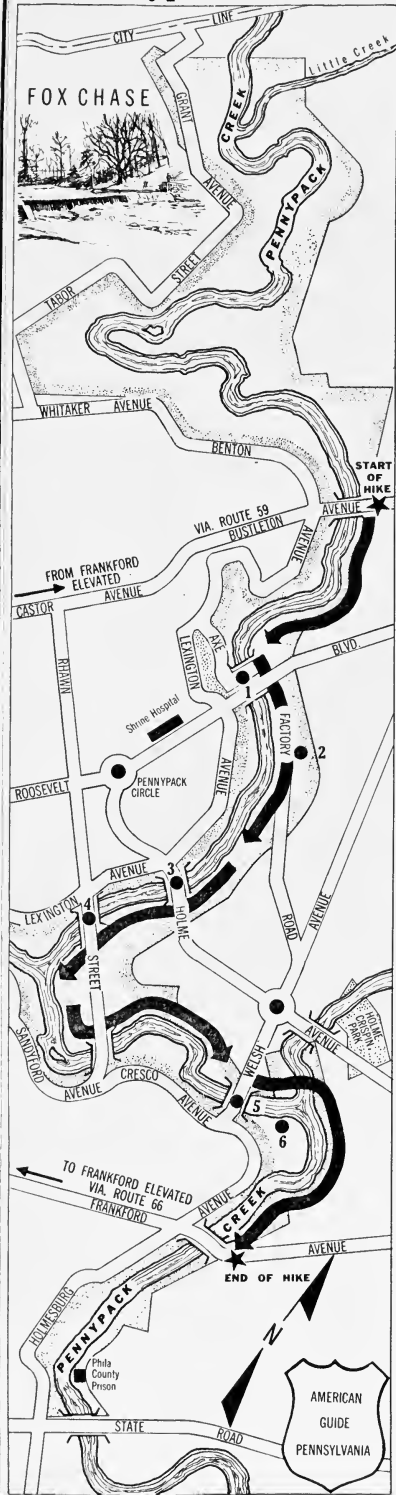 CITY LINE
Little Creek
FOX CHASE
GRANT AVENUE
CREEK
PENNYPACK
STREET
TABOR
WHITAKER AVENUE
BENTON
START
OF
HIKE
AVENUE
VIA. ROUTE 59
BUSTLETON
AVENUE
FROM FRANKFORD
ELEVATED
CASTOR AVENUE
RHAWN
LEXINGTON
AXE
BLVD.
1
Shrine Hospital
FACTORY
2
PENNYPACK
CIRCLE
ROOSEVELT
AVENUE
3
LEXINGTON AVENUE
4
HOLME
STREET
ROAD
AVENUE
HOLME
CRISPIN
PARK
AVENUE
SANDYFORD
AVENUE
CRESCO
AVENUE
WELSH
5
6
TO FRANKFORD ELEVATED
VIA. ROUTE 66
FRANKFORD
AVENUE
CREEK
AVENUE
END OF HIKE
HOLMESBURG
PENNYPACK
N
Phila
County
Prison
STATE
ROAD
AMERICAN
GUIDE
PENNSYLVANIA